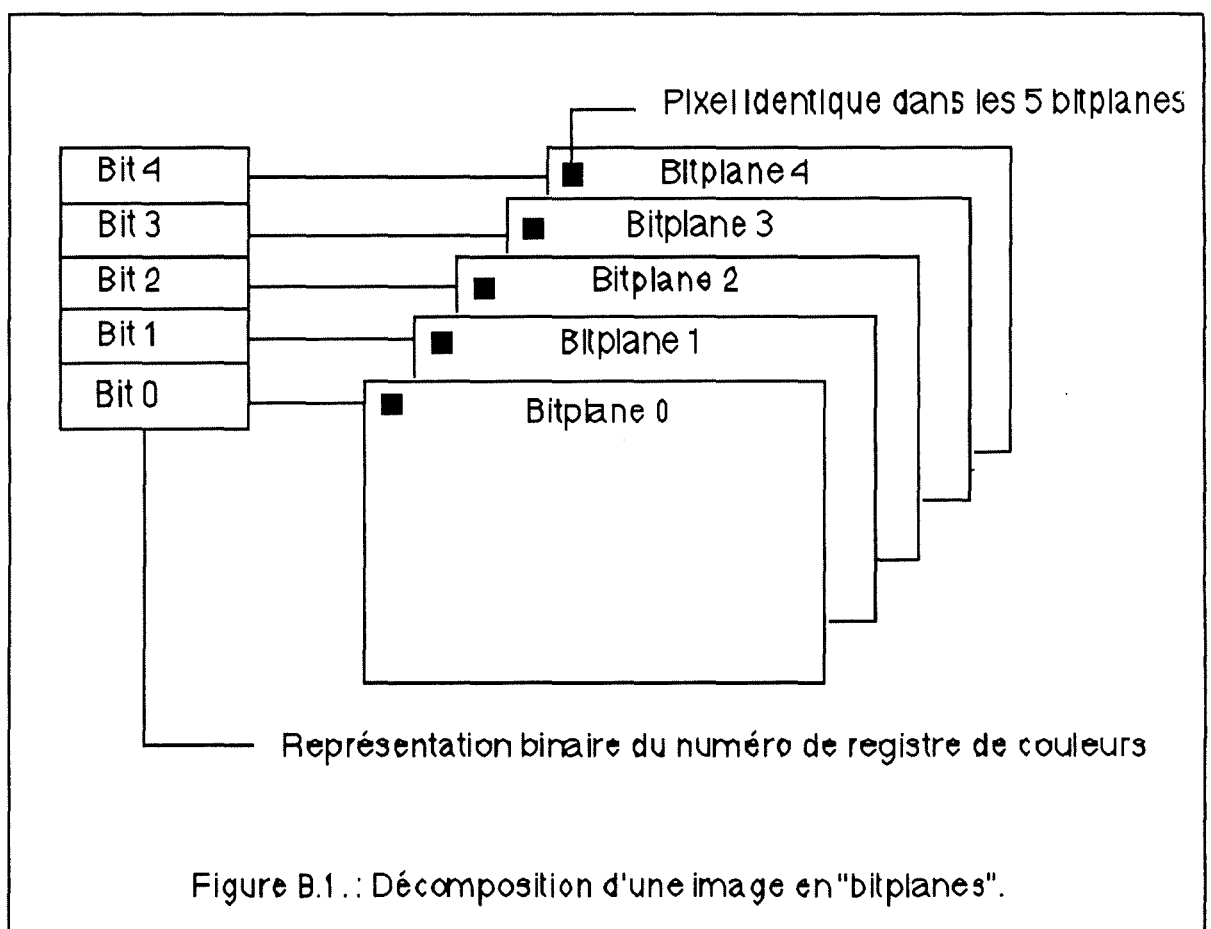 Pixel identique dans les 5 bitplanes
Bit 4
Bitplane 4
Bit 3
Bitplane 3
Bit 2
Bitplane 2
Bit 1
Bitplane 1
Bit 0
Bitplane 0
Représentation binaire du numéro de registre de couleurs
Figure B.1.: Décomposition d'une image en "bitplanes".